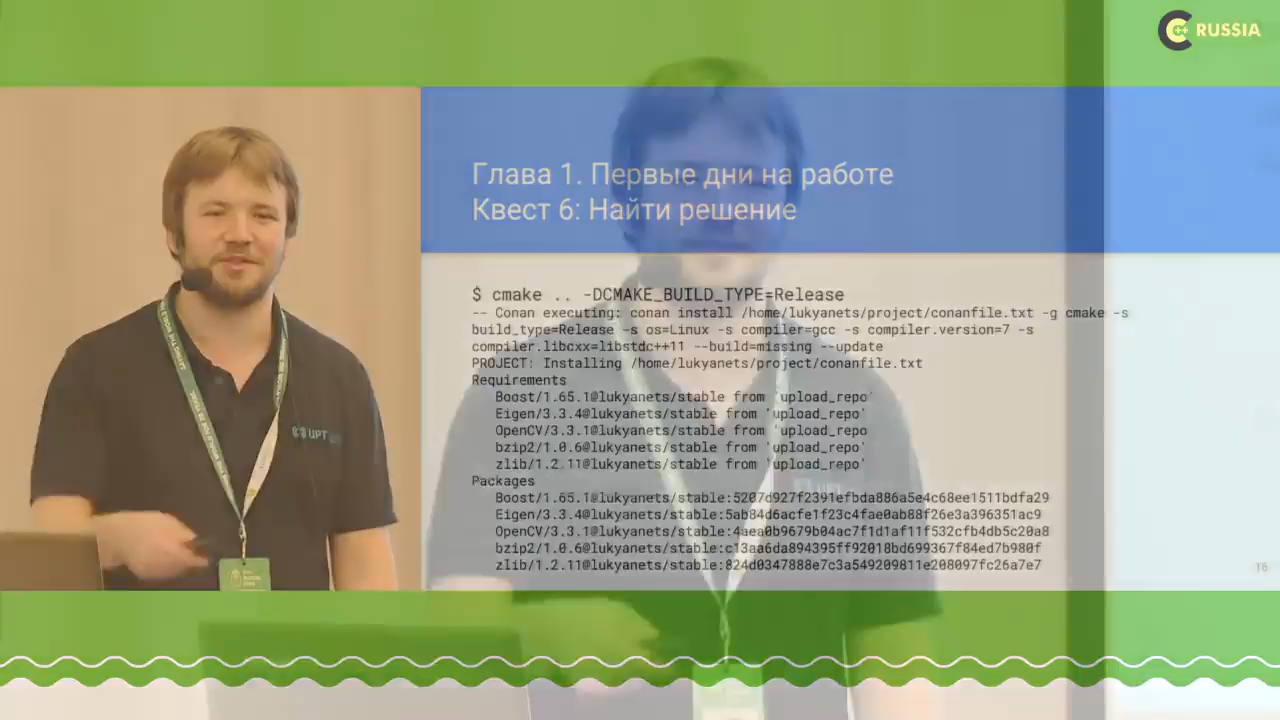 C++ RUSSIA
Глава 1. Первые дни на работе
Квест 6: Найти решение
$ cmake .. -DCMAKE_BUILD_TYPE=Release
-- Conan executing: conan install /home/lukyanets/project/conanfile.txt -g cmake -s
build_type=Release -s os=Linux -s compiler=gcc -s compiler.version=7 -s
compiler.libcxx=libstdc++11 --build=missing --update
PROJECT: Installing /home/lukyanets/project/conanfile.txt
Requirements
Boost/1.65.1@lukyanets/stable from 'upload_repo'
Eigen/3.3.4@lukyanets/stable from 'upload_repo'
OpenCV/3.3.1@lukyanets/stable from 'upload_repo
bzip2/1.0.6@lukyanets/stable from 'upload_repo'
zlib/1.2.11@lukyanets/stable from 'upload_repo'
Packages
Boost/1.65.1@lukyanets/stable:5207d927f2391efbda886a5e4c68ee1511bdfa29
Eigen/3.3.4@lukyanets/stable:5ab84d6acfe1f23c4fae0ab88f26e3a396351ac9
OpenCV/3.3.1@lukyanets/stable:4aea0b9679b04ac7f1d1af11f532cfb4db5c20a8
bzip2/1.0.6@lukyanets/stable:c13aa6da894395ff92018bd699367f84ed7b980f
zlib/1.2.11@lukyanets/stable:824d0347888e7c3a549209811e208097fc26a7e7
16